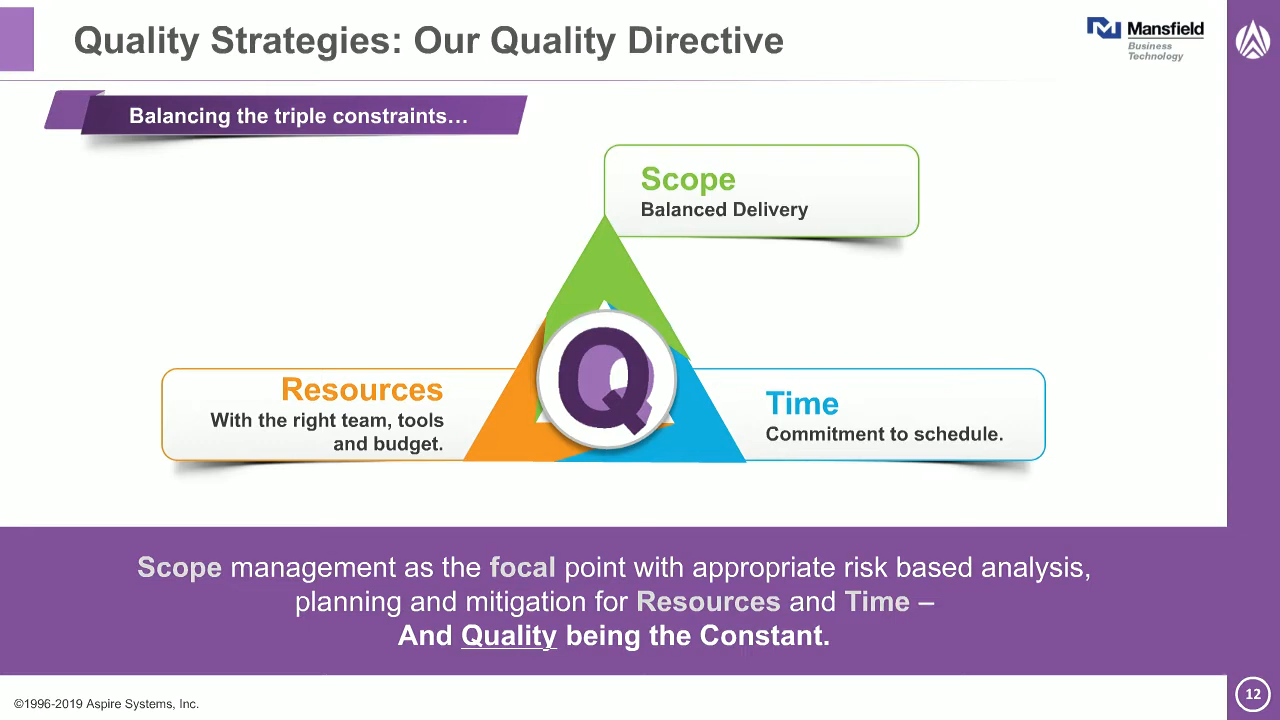 Quality Strategies: Our Quality Directive
Mansfield
Business
Technology
Balancing the triple constraints…
Scope
Balanced Delivery
Q
Resources
With the right team, tools
and budget.
Time
Commitment to schedule.
Scope management as the focal point with appropriate risk based analysis,
planning and mitigation for Resources and Time –
And Quality being the Constant.
©1996-2019 Aspire Systems, Inc.
12